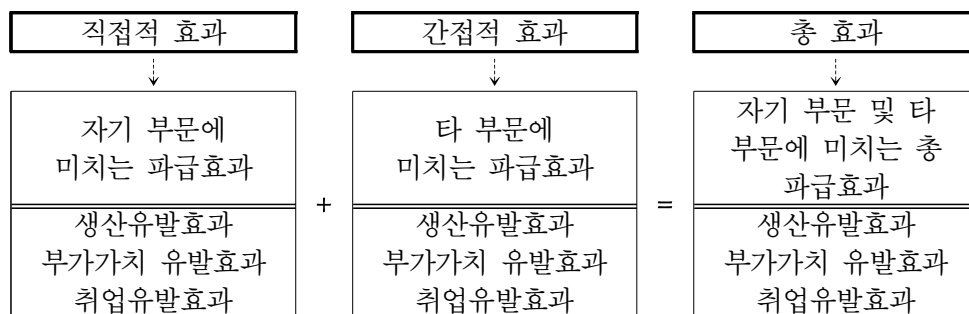 직접적 효과
간접적 효과
총 효과
자기 부문에
미치는 파급효과
타 부문에
미치는 파급효과
자기 부문 및 타
부문에 미치는 총
파급효과
+
=
생산유발효과
부가가치 유발효과
취업유발효과
생산유발효과
부가가치 유발효과
취업유발효과
생산유발효과
부가가치 유발효과
취업유발효과